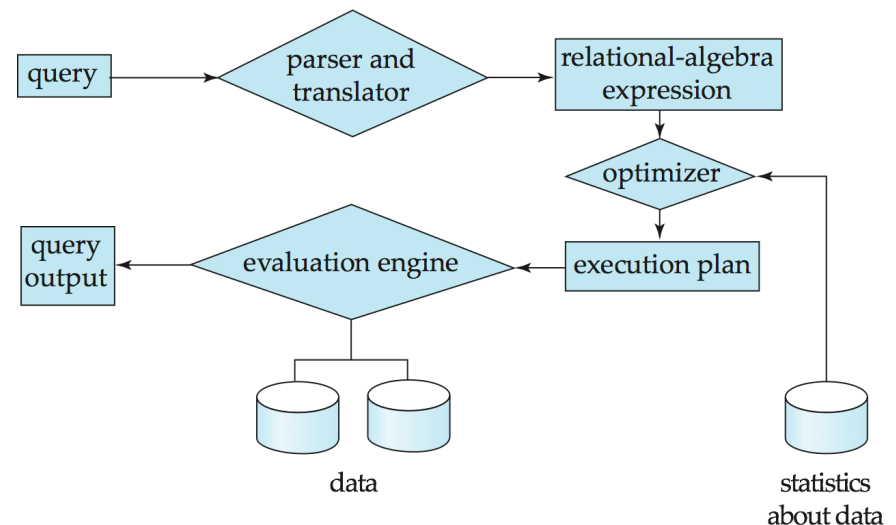 query
parser and
translator
relational-algebra
expression
optimizer
execution plan
evaluation engine
query
output
data
statistics
about data